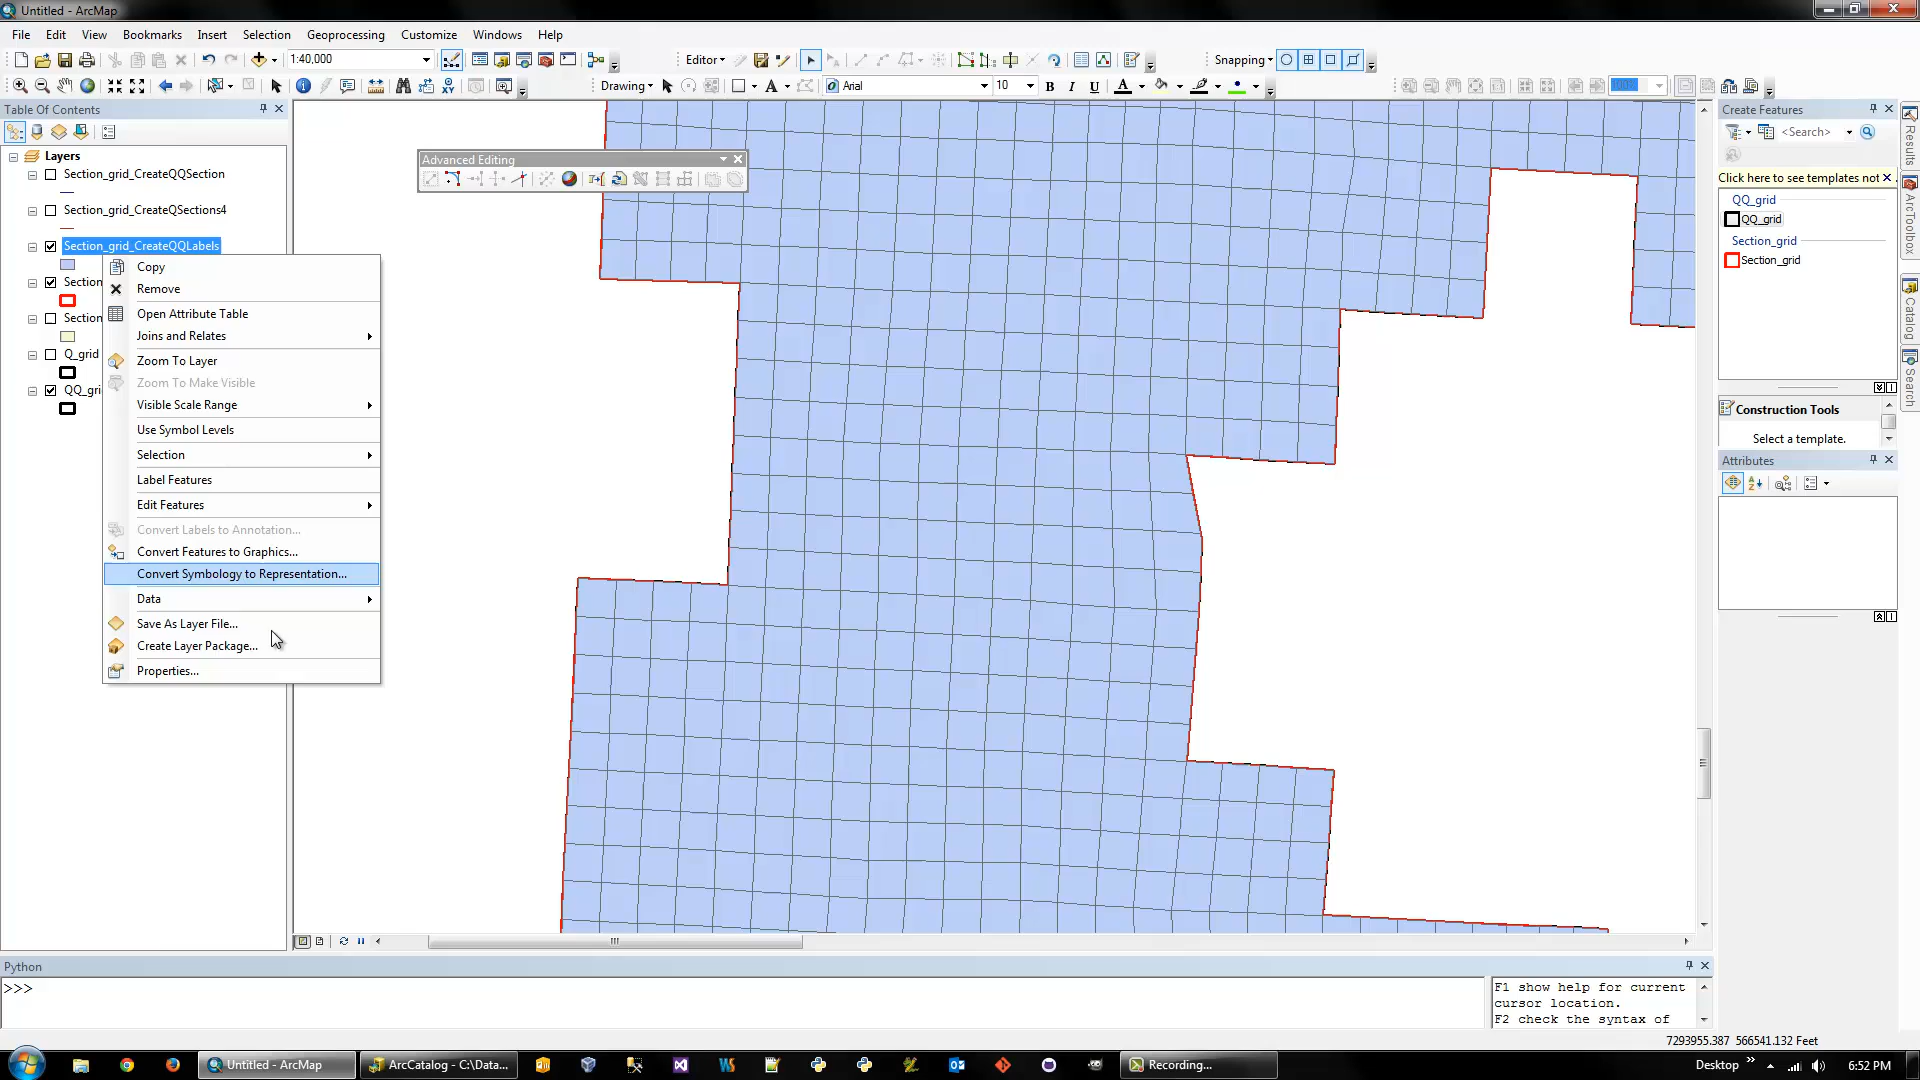 Untitled - ArcMap
File Edit View Bookmarks Insert Selection Geoprocessing Customize Windows Help
1:40,000
Editor
Snapping
Drawing
A
Arial
10
B I U A
100%
Table Of Contents
Layers
Section_grid_CreateQQSection
Section_grid_CreateQSections4
Section_grid_CreateQQLabels
Section
Section
Q_grid
QQ_gri
Copy
Remove
Open Attribute Table
Joins and Relates
Zoom To Layer
Zoom To Make Visible
Visible Scale Range
Use Symbol Levels
Selection
Label Features
Edit Features
Convert Labels to Annotation...
Convert Features to Graphics...
Convert Symbology to Representation...
Data
Save As Layer File...
Create Layer Package...
Properties...
Advanced Editing
Create Features
<Search>
Click here to see templates not
QQ_grid
QQ_grid
Section_grid
Section_grid
Construction Tools
Select a template.
Attributes
Results
ArcToolbox
Catalog
Search
Python
>>>
F1 show help for current
cursor location.
F2 check the syntax of
7293955.387 566541.132 Feet
Untitled - ArcMap
ArcCatalog - C:\Data...
Recording...
Desktop
6:52 PM